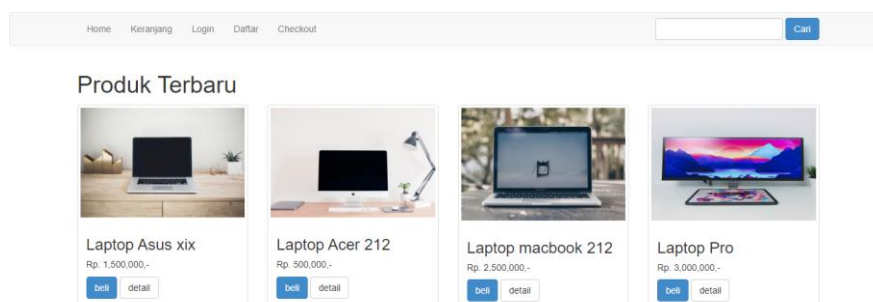 Home Keranjang Login Daftar Checkout Cari
Produk Terbaru
Laptop Asus xix
Rp. 1,500,000,-
beli detail
Laptop Acer 212
Rp. 500,000,-
beli detail
Laptop macbook 212
Rp. 2,500,000,-
beli detail
Laptop Pro
Rp. 3,000,000,-
beli detail